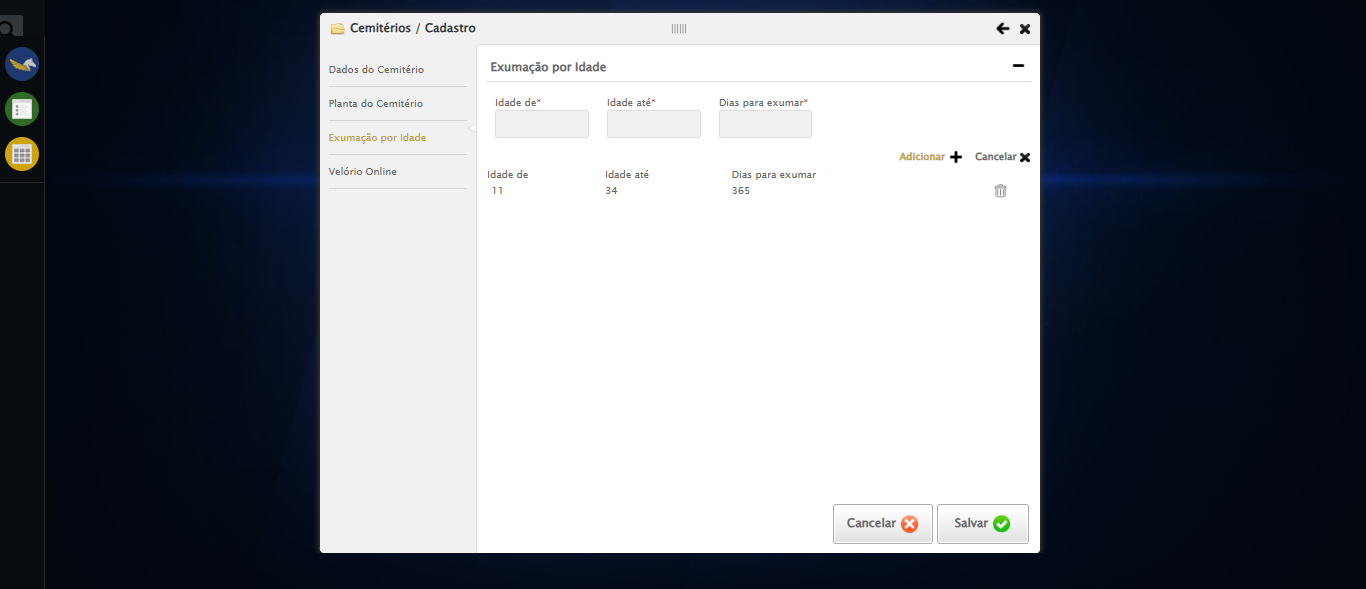 Cemitérios / Cadastro
Dados do Cemitério
Planta do Cemitério
Exumação por Idade
Velório Online
Exumação por Idade
Idade de* Idade até* Dias para exumar*
Adicionar Cancelar
Idade de Idade até Dias para exumar
11 34 365
Cancelar Salvar